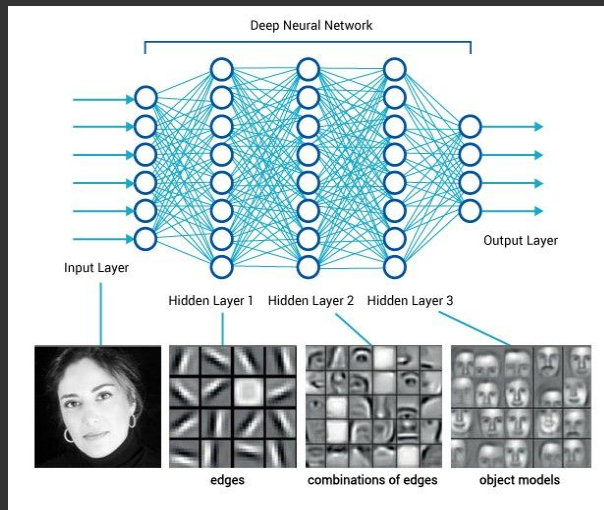 Deep Neural Network
Input Layer
Output Layer
Hidden Layer 1 Hidden Layer 2 Hidden Layer 3
edges
combinations of edges
object models